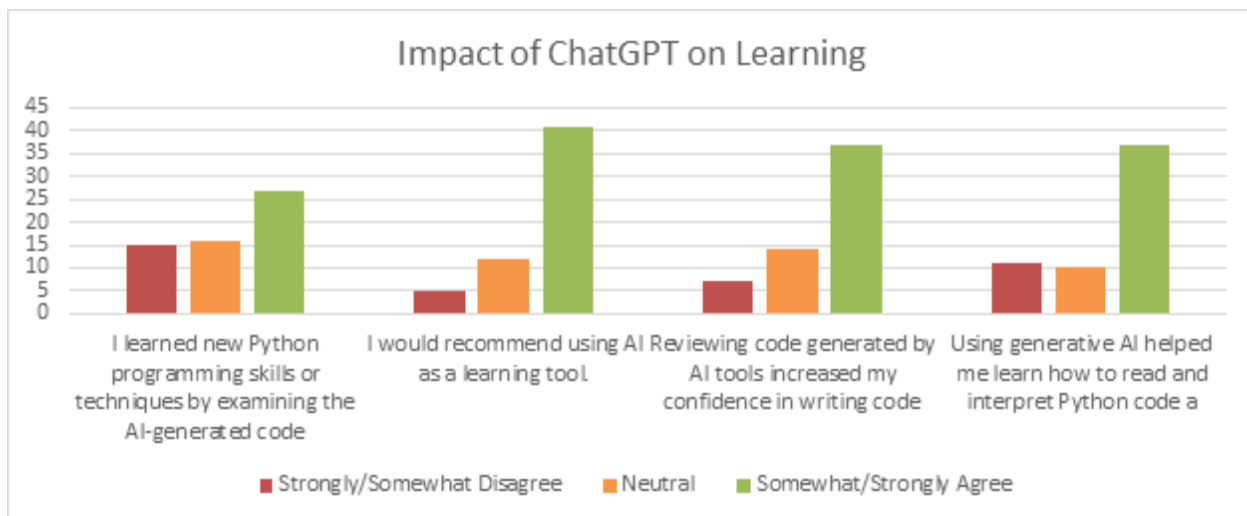 Impact of ChatGPT on Learning
45
40
35
30
25
20
15
10
5
0
I learned new Python
programming skills or
techniques by examining the
AI-generated code
I would recommend using AI
as a learning tool.
Reviewing code generated by
AI tools increased my
confidence in writing code
Using generative AI helped
me learn how to read and
interpret Python code a
Strongly/Somewhat Disagree
Neutral
Somewhat/Strongly Agree